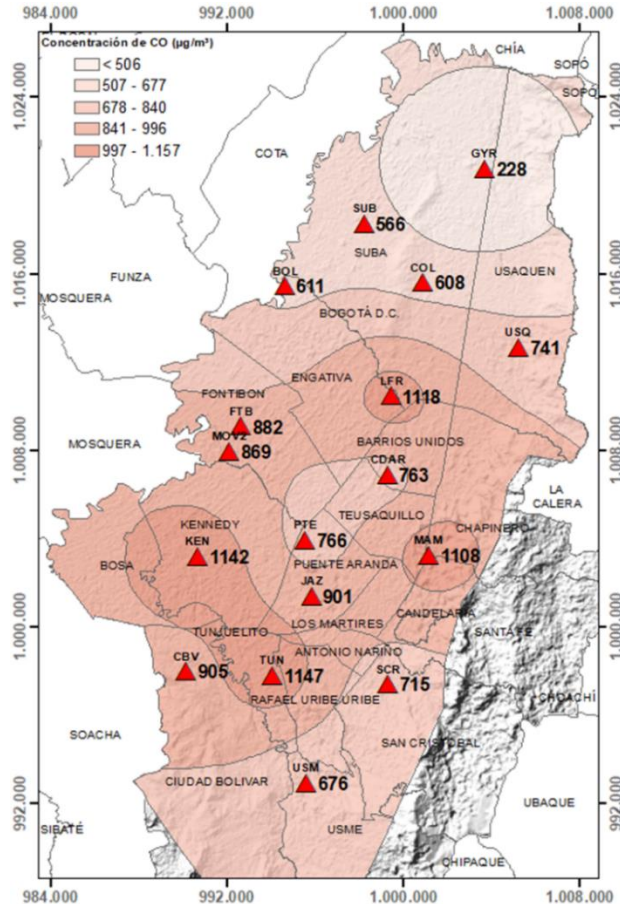 984.000 992.000 1.000.000 1.008.000
Concentración de CO (µg/m³)
< 506
507 - 677
678 - 840
841 - 996
997 - 1.157
CHÍA
SOPÓ
SOPÓ
1.024.000
1.024.000
COTA
GYR
228
SUB
566
SUBA
BOL
611
COL
608
USAQUEN
FUNZA
1.016.000
1.016.000
MOSQUERA
BOGOTÁ D.C.
USQ
741
ENGATIVA
LFR
1118
FONTIBON
FTB
882
MOV2
869
MOSQUERA
BARRIOS UNIDOS
1.008.000
1.008.000
CDAR
763
LA
CALERA
TEUSAQUILLO
CHAPINERO
KENNEDY
KEN
1142
PTE
766
MAM
1108
BOSA
PUENTE ARANDA
JAZ
901
CANDELARIA
LOS MARTIRES
SANTA FE
1.000.000
1.000.000
TUNJUELITO
ANTONIO NARIÑO
CBV
905
TUN
1147
SCR
715
CHOACHÍ
RAFAEL URIBE URIBE
SOACHA
SAN CRISTOBAL
USM
676
CIUDAD BOLIVAR
USME
UBAQUE
992.000
992.000
SIBATÉ
CHIPAQUE
984.000 992.000 1.000.000 1.008.000